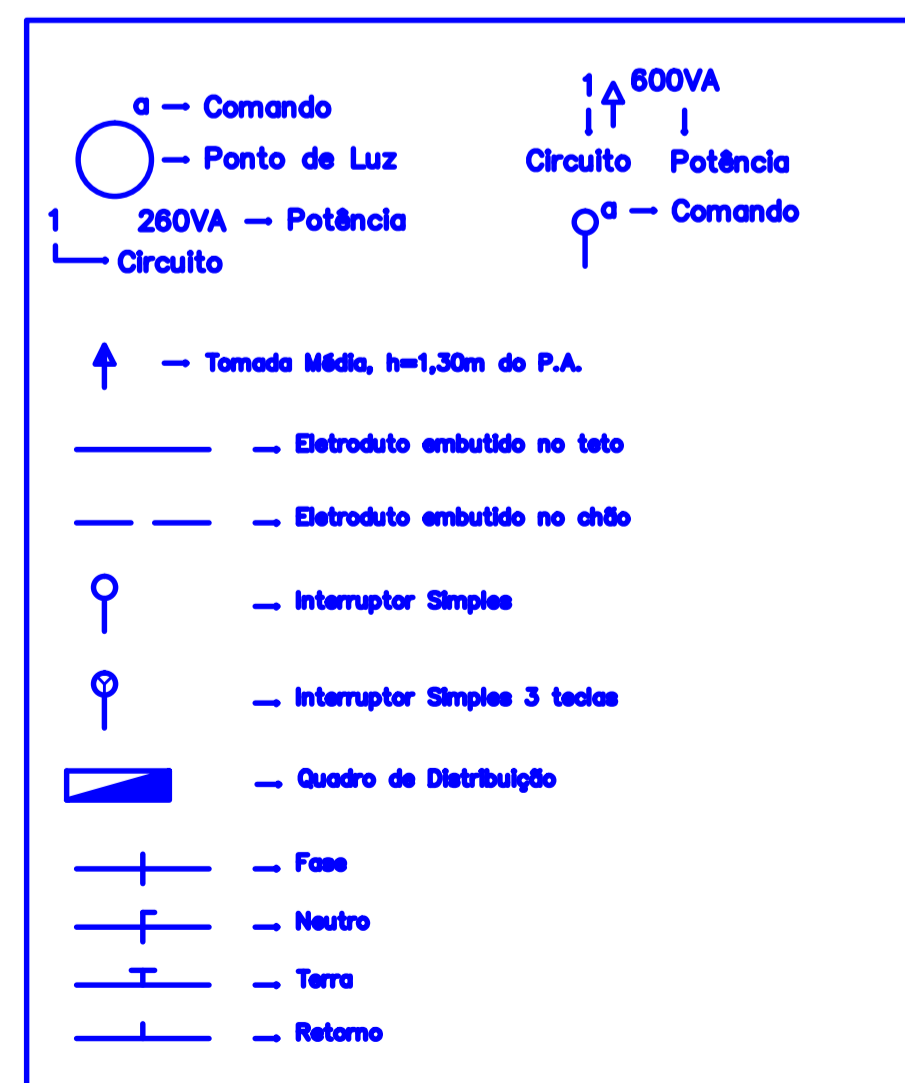 a Comando
Ponto de Luz
1 260VA Potência
Circuito
1 600VA
Circuito Potência
a Comando
Tomada Média, h=1,30m do P.A.
Eletroduto embutido no teto
Eletroduto embutido no chão
Interruptor Simples
Interruptor Simples 3 teclas
Quadro de Distribuição
Fase
Neutro
Terra
Retorno